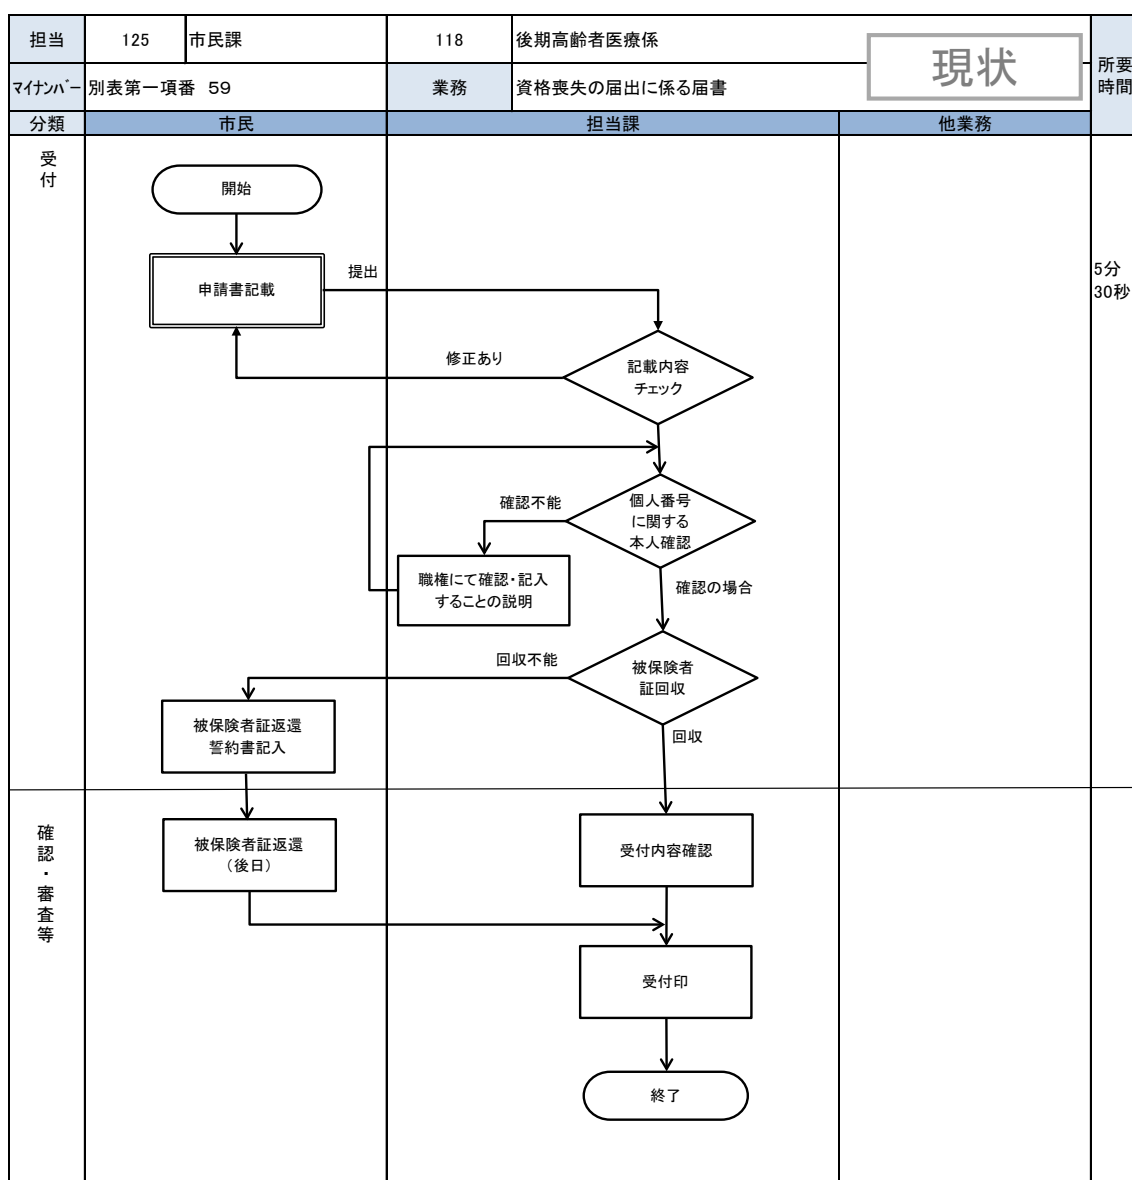 担当 125 市民課 118 後期高齢者医療係
現状
所要
時間
マイナンバー 別表第一項番 59 業務 資格喪失の届出に係る届書
分類 市民 担当課 他業務
受付
開始
申請書記載
提出
5分
30秒
修正あり
記載内容
チェック
確認不能
個人番号
に関する
本人確認
職権にて確認・記入
することの説明
確認の場合
回収不能
被保険者
証回収
被保険者証返還
誓約書記入
回収
確認・審査等
被保険者証返還
（後日）
受付内容確認
受付印
終了